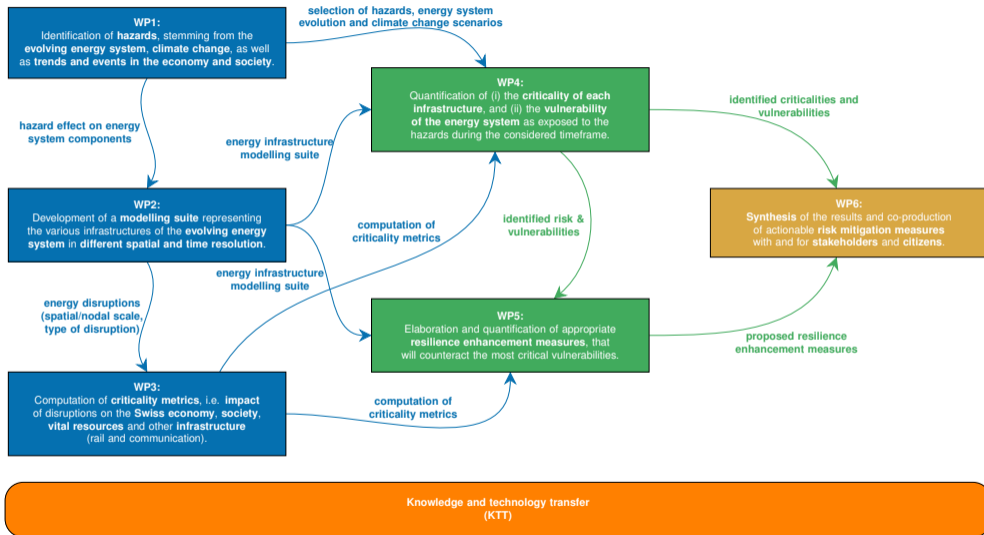 WP1:
Identification of hazards, stemming from the
evolving energy system, climate change, as well
as trends and events in the economy and society.
selection of hazards, energy system
evolution and climate change scenarios
WP4:
Quantification of (i) the criticality of each
infrastructure, and (ii) the vulnerability
of the energy system as exposed to the
hazards during the considered timeframe.
identified criticalities and
vulnerabilities
hazard effect on energy
system components
energy infrastructure
modelling suite
WP2:
Development of a modelling suite representing
the various infrastructures of the evolving energy
system in different spatial and time resolution.
computation of
criticality metrics
identified risk &
vulnerabilities
WP6:
Synthesis of the results and co-production
of actionable risk mitigation measures
with and for stakeholders and citizens.
energy infrastructure
modelling suite
energy disruptions
(spatial/nodal scale,
type of disruption)
WP5:
Elaboration and quantification of appropriate
resilience enhancement measures, that
will counteract the most critical vulnerabilities.
proposed resilience
enhancement measures
WP3:
Computation of criticality metrics, i.e. impact
of disruptions on the Swiss economy, society,
vital resources and other infrastructure
(rail and communication).
computation of
criticality metrics
Knowledge and technology transfer
(KTT)